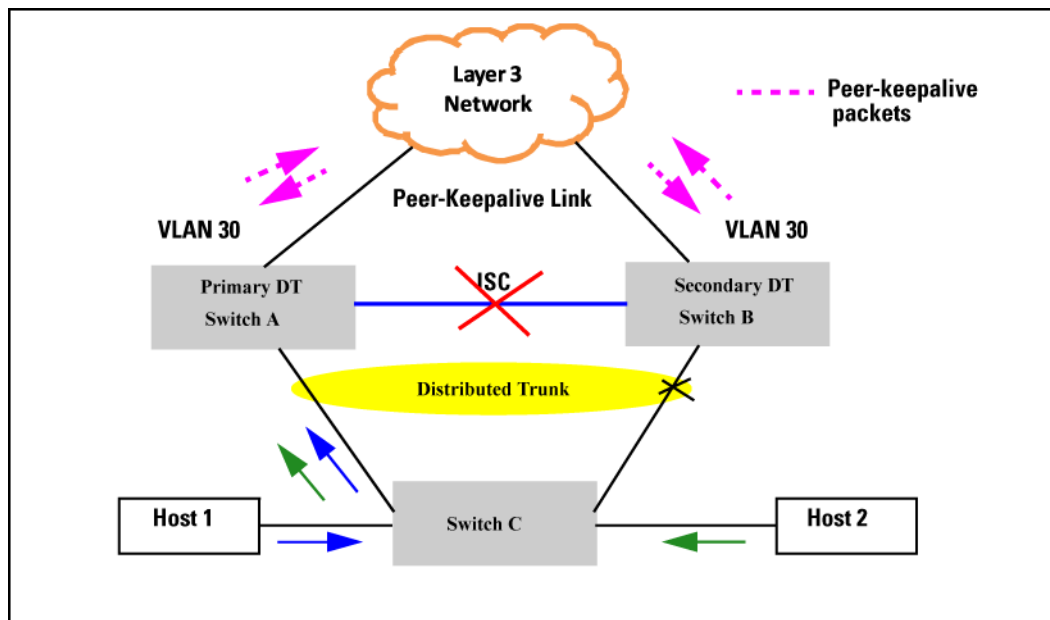 Layer 3
Network
Peer-keepalive
packets
Peer-Keepalive Link
VLAN 30
VLAN 30
ISC
Primary DT
Switch A
Secondary DT
Switch B
Distributed Trunk
Host 1
Switch C
Host 2